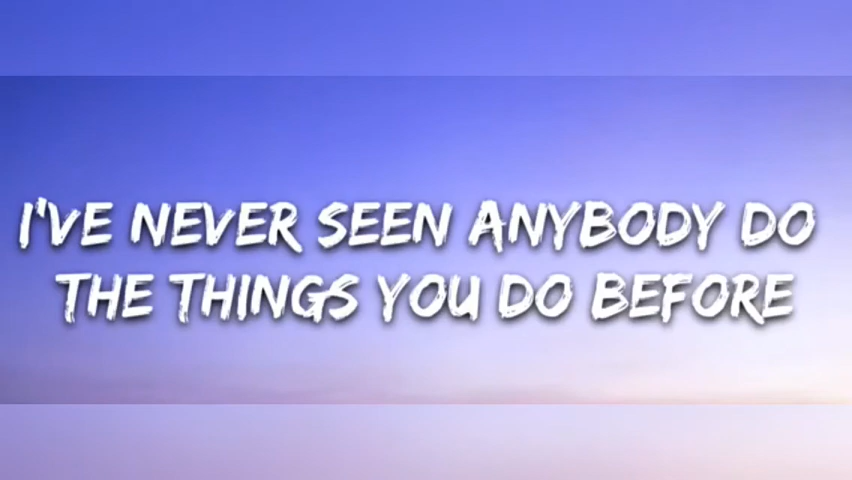 I'VE NEVER SEEN ANYBODY DO
THE THINGS YOU DO BEFORE